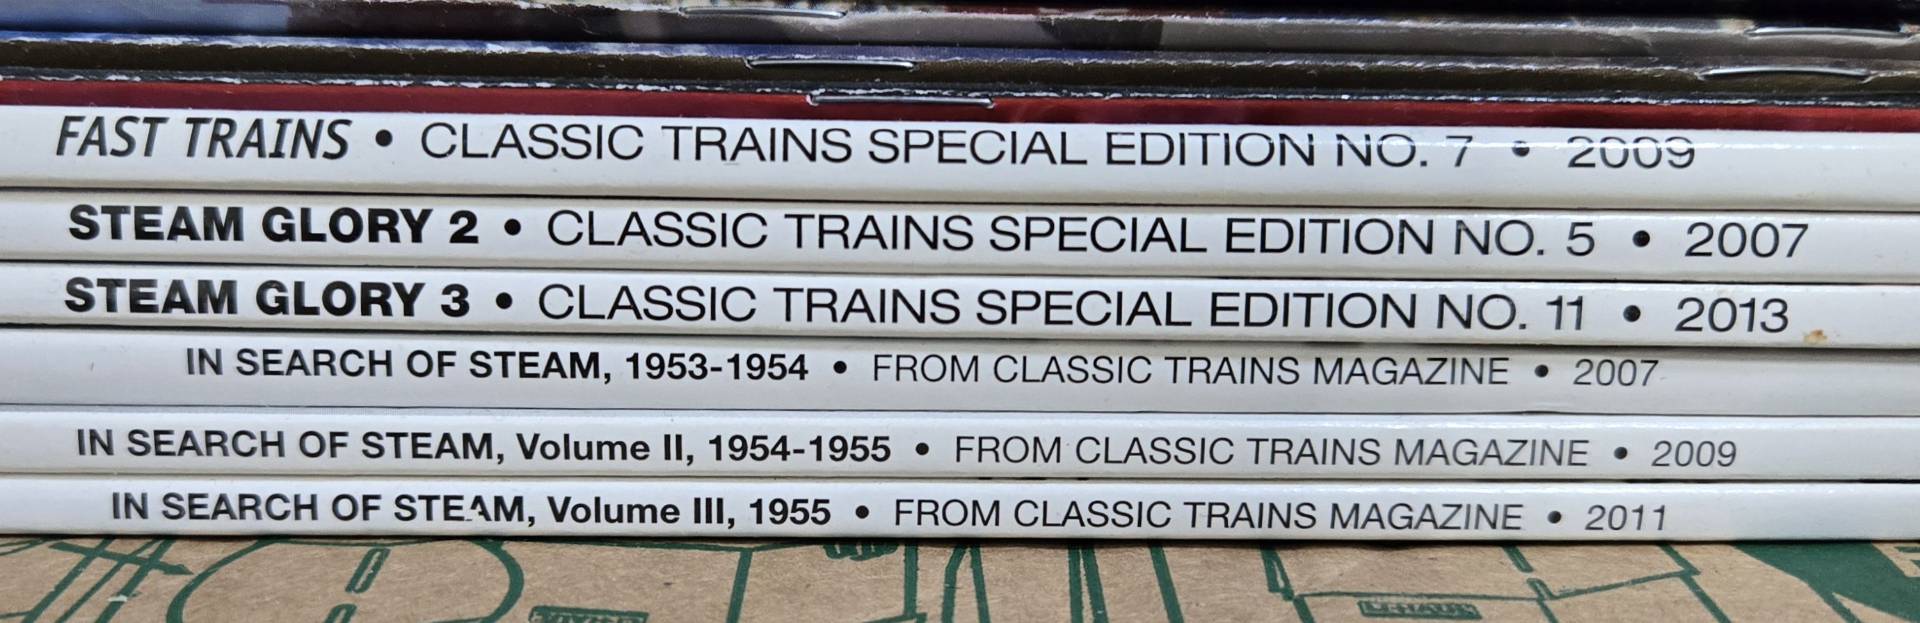 FAST TRAINS • CLASSIC TRAINS SPECIAL EDITION NO. 7 • 2009
STEAM GLORY 2 • CLASSIC TRAINS SPECIAL EDITION NO. 5 • 2007
STEAM GLORY 3 • CLASSIC TRAINS SPECIAL EDITION NO. 11 • 2013
IN SEARCH OF STEAM, 1953-1954 • FROM CLASSIC TRAINS MAGAZINE • 2007
IN SEARCH OF STEAM, Volume II, 1954-1955 • FROM CLASSIC TRAINS MAGAZINE • 2009
IN SEARCH OF STEAM, Volume III, 1955 • FROM CLASSIC TRAINS MAGAZINE • 2011